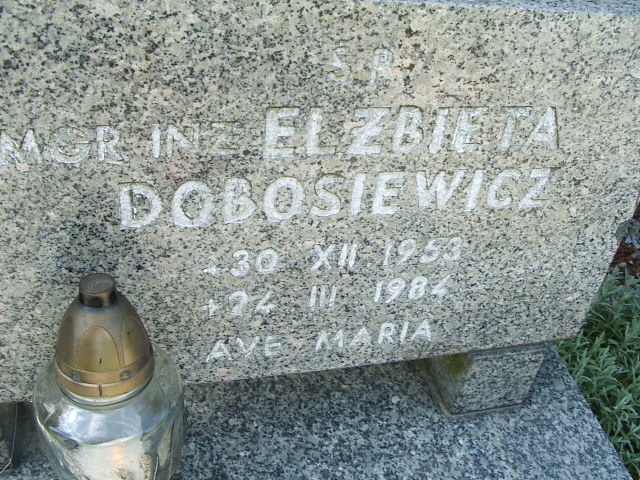 Ś P
MGR INŻ ELŻBIETA
DOBOSIEWICZ
* 30 XII 1953
+ 24 III 1984
AVE MARIA